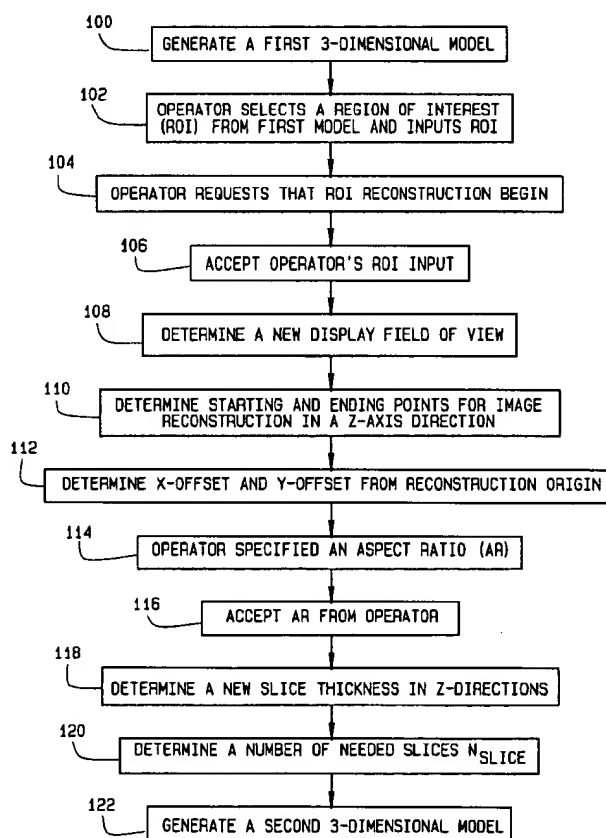 100
GENERATE A FIRST 3-DIMENSIONAL MODEL
102
OPERATOR SELECTS A REGION OF INTEREST
(ROI) FROM FIRST MODEL AND INPUTS ROI
104
OPERATOR REQUESTS THAT ROI RECONSTRUCTION BEGIN
106
ACCEPT OPERATOR'S ROI INPUT
108
DETERMINE A NEW DISPLAY FIELD OF VIEW
110
DETERMINE STARTING AND ENDING POINTS FOR IMAGE
RECONSTRUCTION IN A Z-AXIS DIRECTION
112
DETERMINE X-OFFSET AND Y-OFFSET FROM RECONSTRUCTION ORIGIN
114
OPERATOR SPECIFIED AN ASPECT RATIO (AR)
116
ACCEPT AR FROM OPERATOR
118
DETERMINE A NEW SLICE THICKNESS IN Z-DIRECTIONS
120
DETERMINE A NUMBER OF NEEDED SLICES NSLICE
122
GENERATE A SECOND 3-DIMENSIONAL MODEL